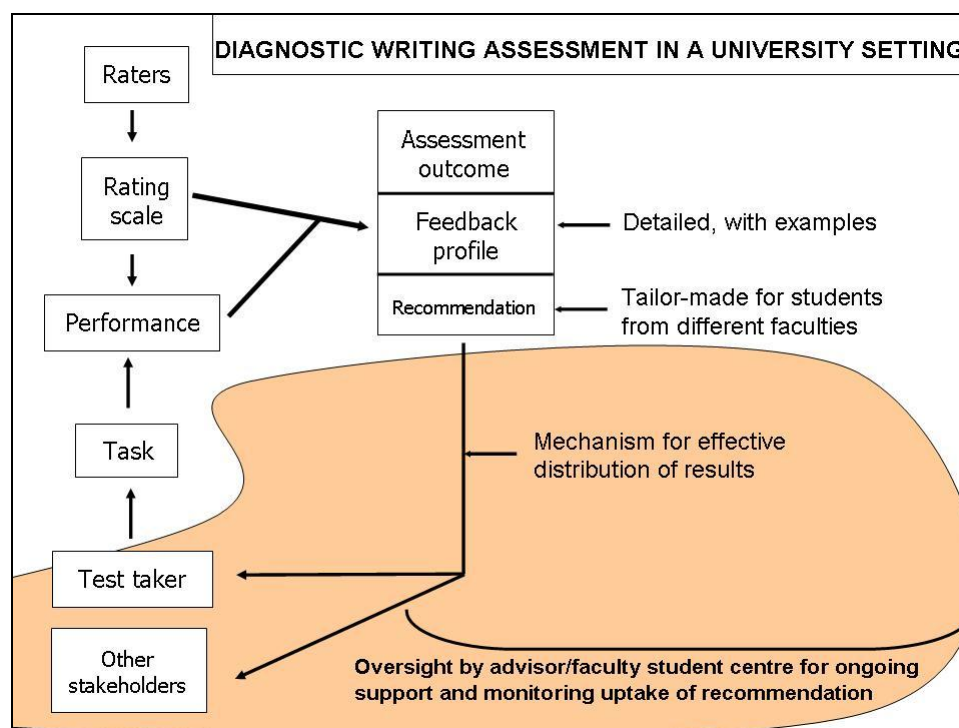 DIAGNOSTIC WRITING ASSESSMENT IN A UNIVERSITY SETTING
Raters
Rating
scale
Performance
Task
Test taker
Other
stakeholders
Assessment
outcome
Feedback
profile
Recommendation
Detailed, with examples
Tailor-made for students
from different faculties
Mechanism for effective
distribution of results
Oversight by advisor/faculty student centre for ongoing
support and monitoring uptake of recommendation